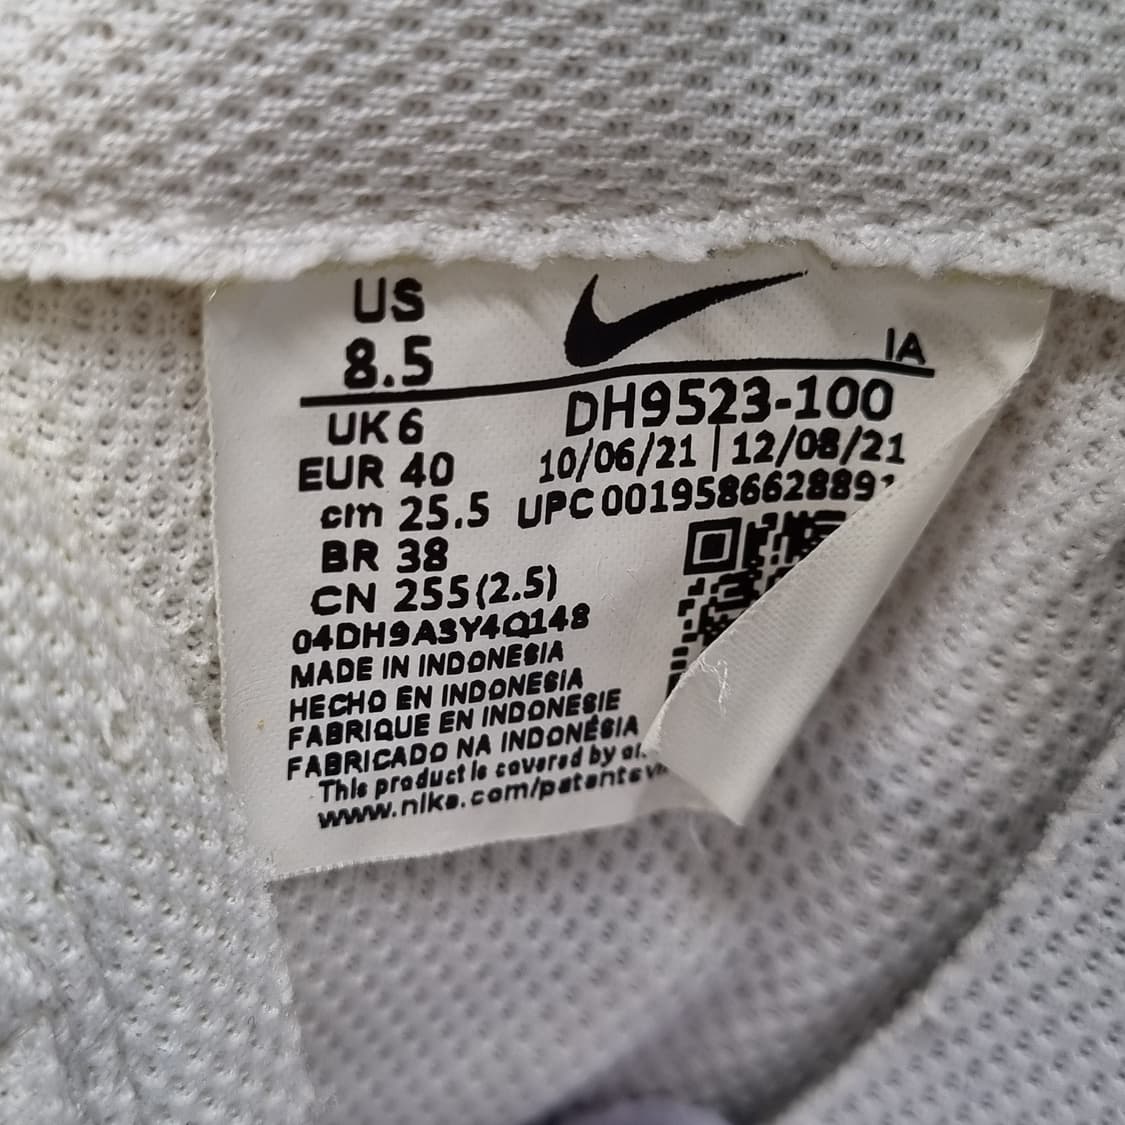 US
8.5
IA
UK 6
DH9523-100
EUR 40
10/06/21 | 12/08/21
cm 25.5
UPC 001958662889
BR 38
CN 255(2.5)
04DH9A3Y4Q148
MADE IN INDONESIA
HECHO EN INDONESIA
FABRIQUE EN INDONESIE
FABRICADO NA INDONÉSIA
This product is covered by
www.nike.com/patents